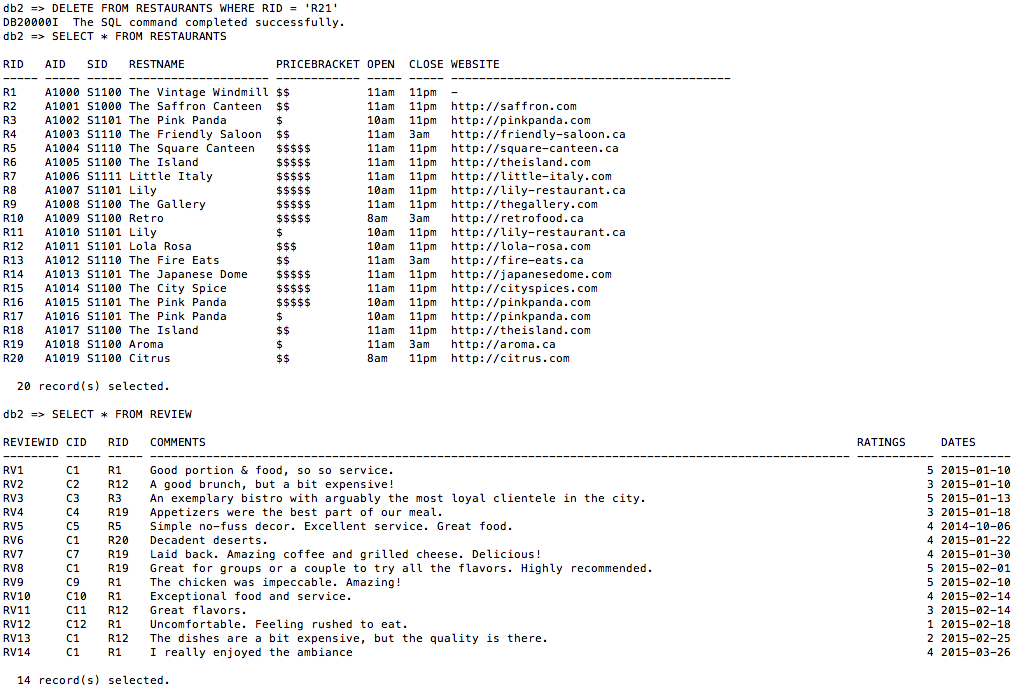 db2 => DELETE FROM RESTAURANTS WHERE RID = 'R21'
DB20000I  The SQL command completed successfully.
db2 => SELECT * FROM RESTAURANTS

RID   AID   SID  RESTNAME             PRICEBRACKET OPEN  CLOSE WEBSITE
----- ----- ----- -------------------- ------------ ----- ----- ----------------------------------------
R1    A1000 S1100 The Vintage Windmill $$           11am  11pm  -
R2    A1001 S1000 The Saffron Canteen  $$           11am  11pm  http://saffron.com
R3    A1002 S1101 The Pink Panda       $            10am  11pm  http://pinkpanda.com
R4    A1003 S1110 The Friendly Saloon  $$           11am  3am   http://friendly-saloon.ca
R5    A1004 S1110 The Square Canteen   $$$$$        11am  11pm  http://square-canteen.ca
R6    A1005 S1100 The Island           $$$$$        11am  11pm  http://theisland.com
R7    A1006 S1111 Little Italy         $$$$$        11am  11pm  http://little-italy.com
R8    A1007 S1101 Lily                 $$$$$        10am  11pm  http://lily-restaurant.ca
R9    A1008 S1100 The Gallery          $$$$$        11am  11pm  http://thegallery.com
R10   A1009 S1100 Retro                $$$$$        8am   3am   http://retrofood.ca
R11   A1010 S1101 Lily                 $            10am  11pm  http://lily-restaurant.ca
R12   A1011 S1101 Lola Rosa            $$$          10am  11pm  http://lola-rosa.com
R13   A1012 S1110 The Fire Eats        $$           11am  3am   http://fire-eats.ca
R14   A1013 S1101 The Japanese Dome    $$$$$        11am  11pm  http://japanesedome.com
R15   A1014 S1100 The City Spice       $$$$$        11am  11pm  http://cityspices.com
R16   A1015 S1101 The Pink Panda       $$$$$        10am  11pm  http://pinkpanda.com
R17   A1016 S1101 The Pink Panda       $            10am  11pm  http://pinkpanda.com
R18   A1017 S1100 The Island           $$           11am  11pm  http://theisland.com
R19   A1018 S1100 Aroma                $            11am  3am   http://aroma.ca
R20   A1019 S1100 Citrus               $$           8am   11pm  http://citrus.com

  20 record(s) selected.

db2 => SELECT * FROM REVIEW

REVIEWID CID   RID   COMMENTS                                                                                             RATINGS     DATES
-------- ----- ----- ---------------------------------------------------------------------------------------------------- ----------- ----------
RV1      C1    R1    Good portion & food, so so service.                                                                            5 2015-01-10
RV2      C2    R12   A good brunch, but a bit expensive!                                                                            3 2015-01-10
RV3      C3    R3    An exemplary bistro with arguably the most loyal clientele in the city.                                        5 2015-01-13
RV4      C4    R19   Appetizers were the best part of our meal.                                                                     3 2015-01-18
RV5      C5    R5    Simple no-fuss decor. Excellent service. Great food.                                                           4 2014-10-06
RV6      C1    R20   Decadent deserts.                                                                                              4 2015-01-22
RV7      C7    R19   Laid back. Amazing coffee and grilled cheese. Delicious!                                                       4 2015-01-30
RV8      C1    R19   Great for groups or a couple to try all the flavors. Highly recommended.                                       5 2015-02-01
RV9      C9    R1    The chicken was impeccable. Amazing!                                                                           5 2015-02-10
RV10     C10   R1    Exceptional food and service.                                                                                  4 2015-02-14
RV11     C11   R12   Great flavors.                                                                                                 3 2015-02-14
RV12     C12   R1    Uncomfortable. Feeling rushed to eat.                                                                          1 2015-02-18
RV13     C1    R12   The dishes are a bit expensive, but the quality is there.                                                      2 2015-02-25
RV14     C1    R1    I really enjoyed the ambiance                                                                                  4 2015-03-26

  14 record(s) selected.